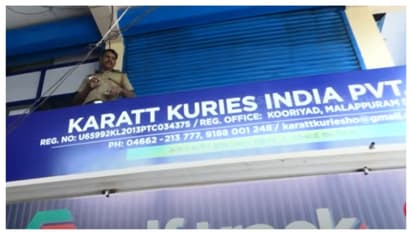 KARATT KURIES INDIA PVT.
REG. NO: U65992KL2013PTC034375 / REG. OFFICE: KOORIYAD, MALAPPURAM D
PH: 04662 -213 777, 9188 001 248 / karattkuriesho@gmail.